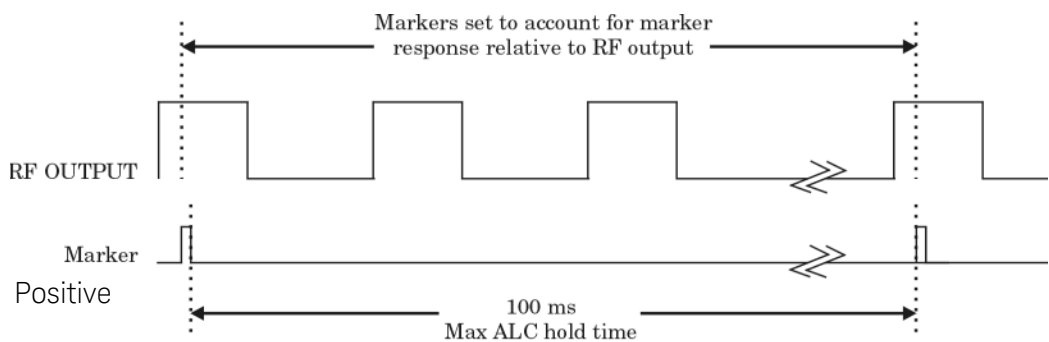 Markers set to account for marker
response relative to RF output
RF OUTPUT
Marker
Positive
100 ms
Max ALC hold time